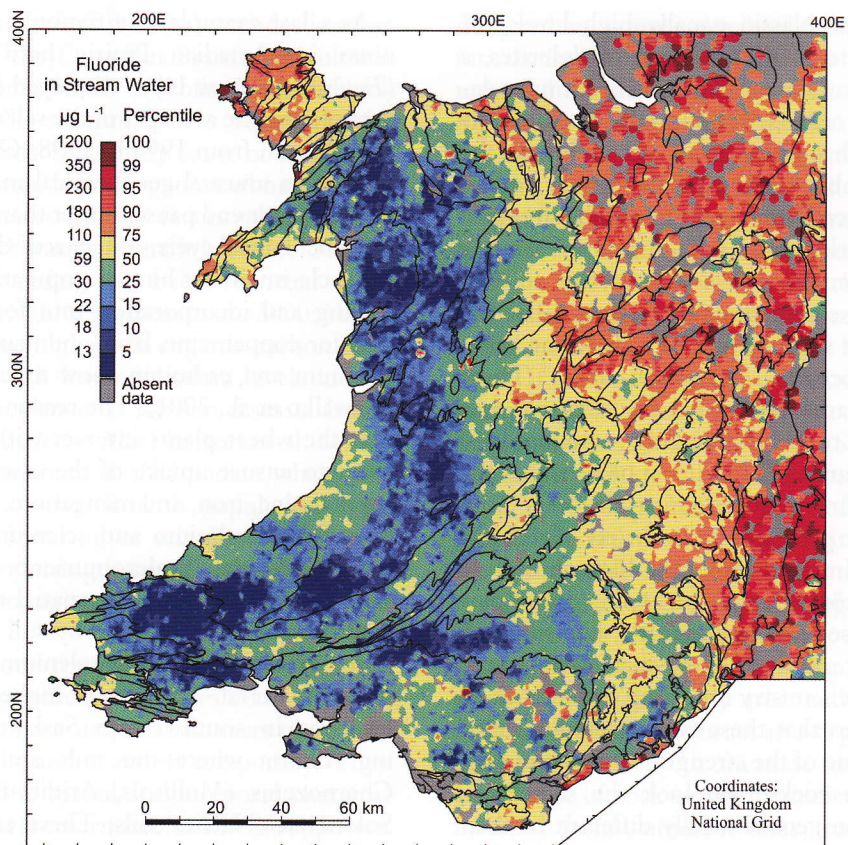 200E 300E 400E
400N
Fluoride
in Stream Water
µg L⁻¹ Percentile
1200 100
350 99
230 95
180 90
110 75
59 50
30 25
22 15
18 10
13 5
Absent
data
300N
200N
Coordinates:
United Kingdom
National Grid
0 20 40 60 km